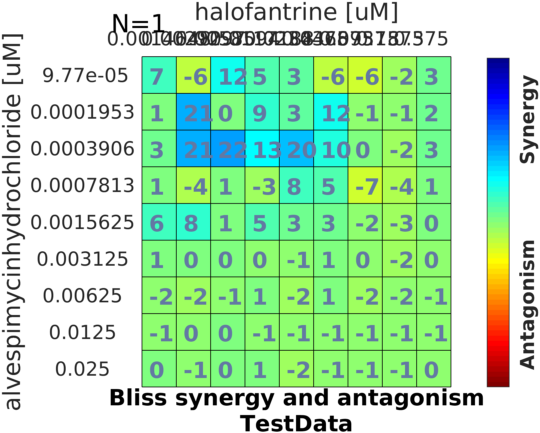 N=1
halofantrine [uM]
alvespimycinhydrochloride [uM]
9.77e-05 7 -6 12 5 3 -6 -6 -2 3
0.0001953 1 21 0 9 3 12 -1 -1 2
0.0003906 3 21 22 13 20 10 0 -2 3
0.0007813 1 -4 1 -3 8 5 -7 -4 1
0.0015625 6 8 1 5 3 3 -2 -3 0
0.003125 1 0 0 0 -1 1 0 -2 0
0.00625 -2 -2 -1 1 -2 1 -2 -2 -1
0.0125 -1 0 0 -1 -1 -1 -1 -1 -1
0.025 0 -1 0 1 -2 -1 -1 -1 0
Synergy
Antagonism
Bliss synergy and antagonism
TestData